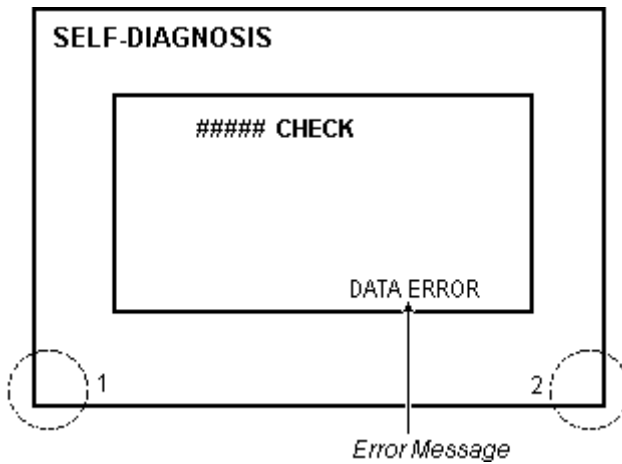 SELF-DIAGNOSIS
##### CHECK
DATA ERROR
1
2
Error Message